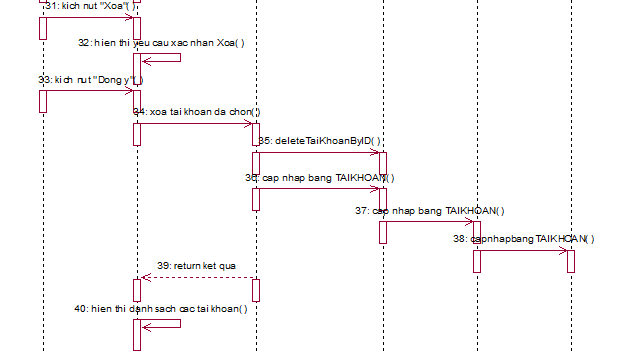 31: kich nut "Xoa"( )
32: hien thi yeu cau xac nhan Xoa( )
33: kich nut "Dong y"( )
34: xoa tai khoan da chon( )
35: deleteTaiKhoanByID( )
36: cap nhap bang TAIKHOAN( )
37: cap nhap bang TAIKHOAN( )
38: capnhapbang TAIKHOAN( )
39: return ket qua
40: hien thi danh sach cac tai khoan( )